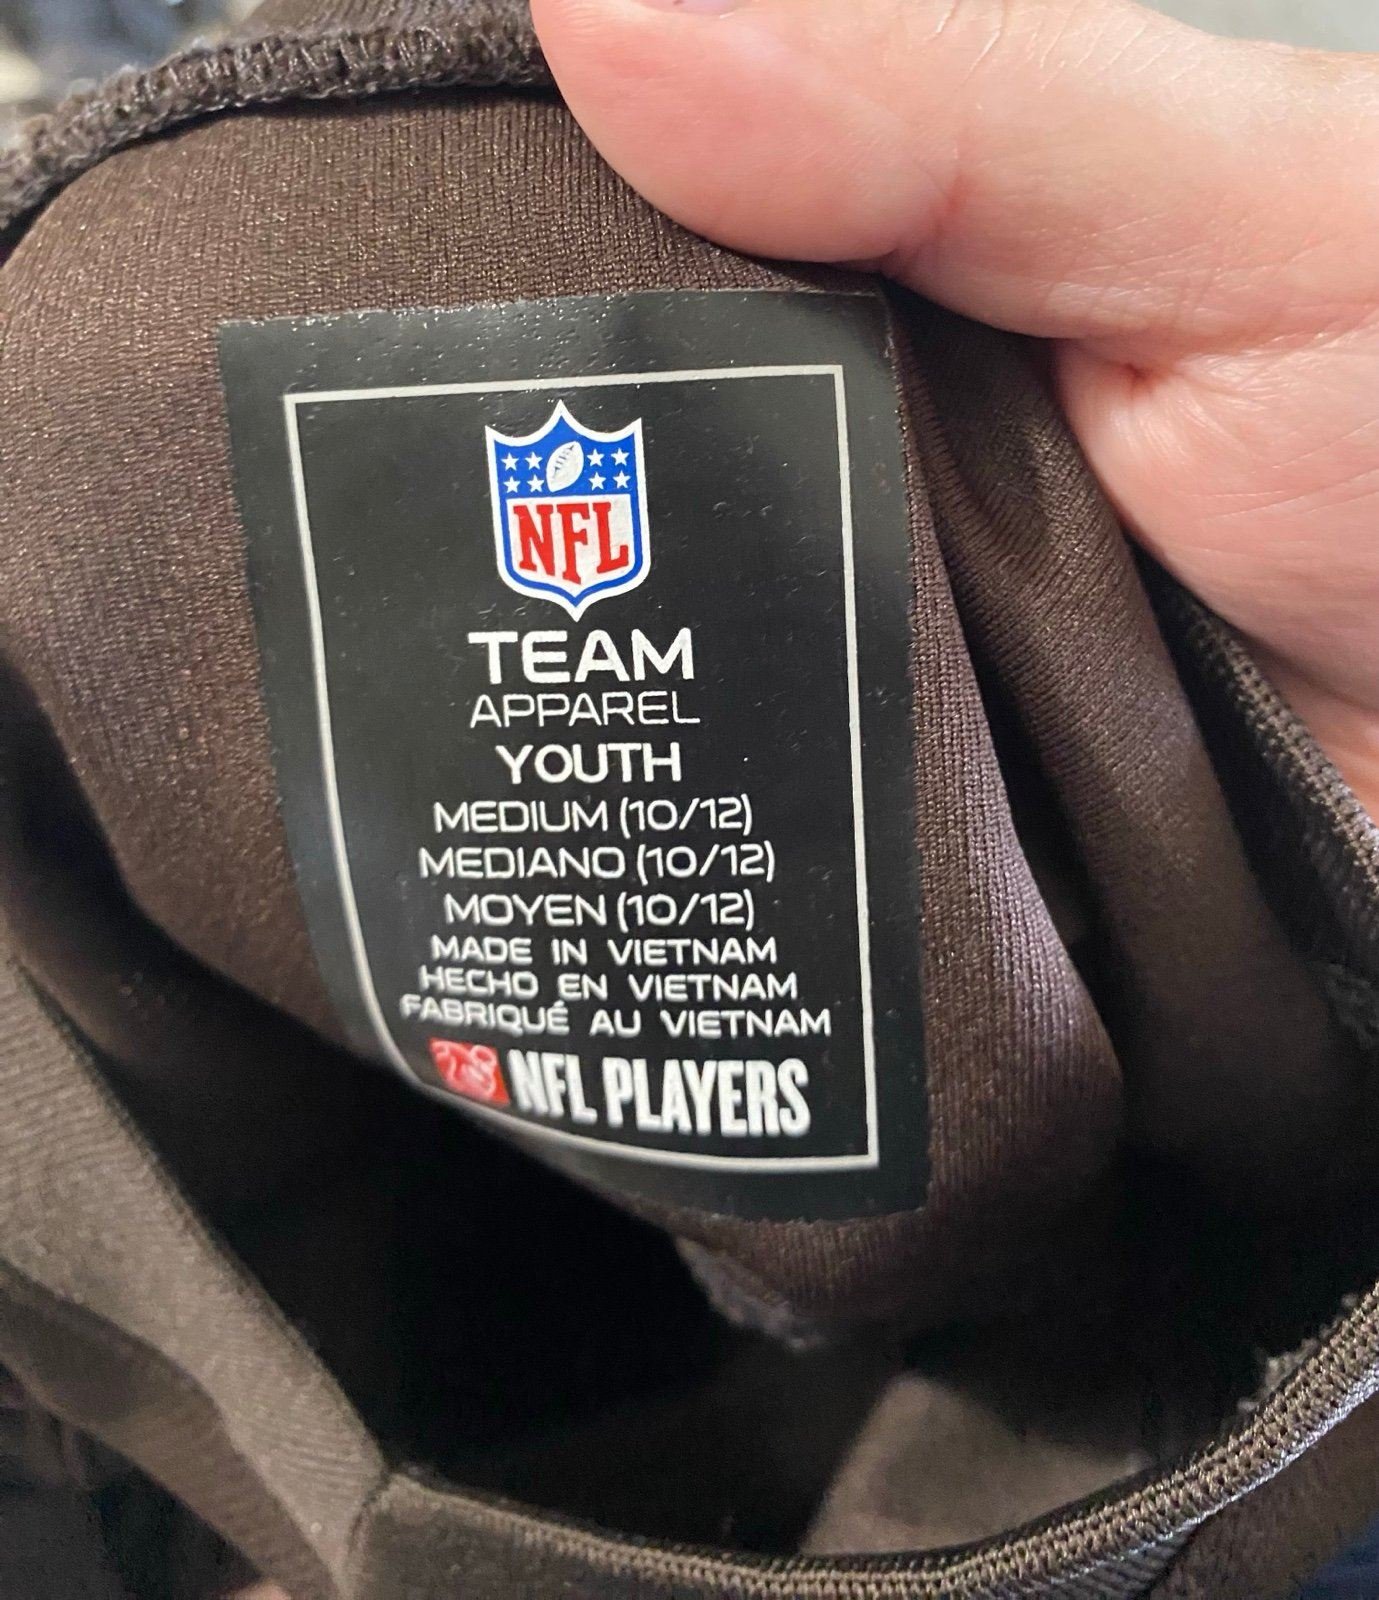 NFL
TEAM
APPAREL
YOUTH
MEDIUM (10/12)
MEDIANO (10/12)
MOYEN (10/12)
MADE IN VIETNAM
HECHO EN VIETNAM
FABRIQUÉ AU VIETNAM
NFL PLAYERS